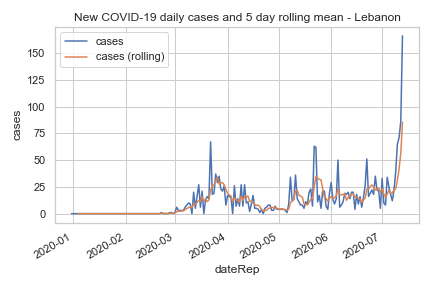 New COVID-19 daily cases and 5 day rolling mean - Lebanon
cases
cases (rolling)
150
125
100
75
50
25
0
cases
2020-01
2020-02
2020-03
2020-04
2020-05
2020-06
2020-07
dateRep